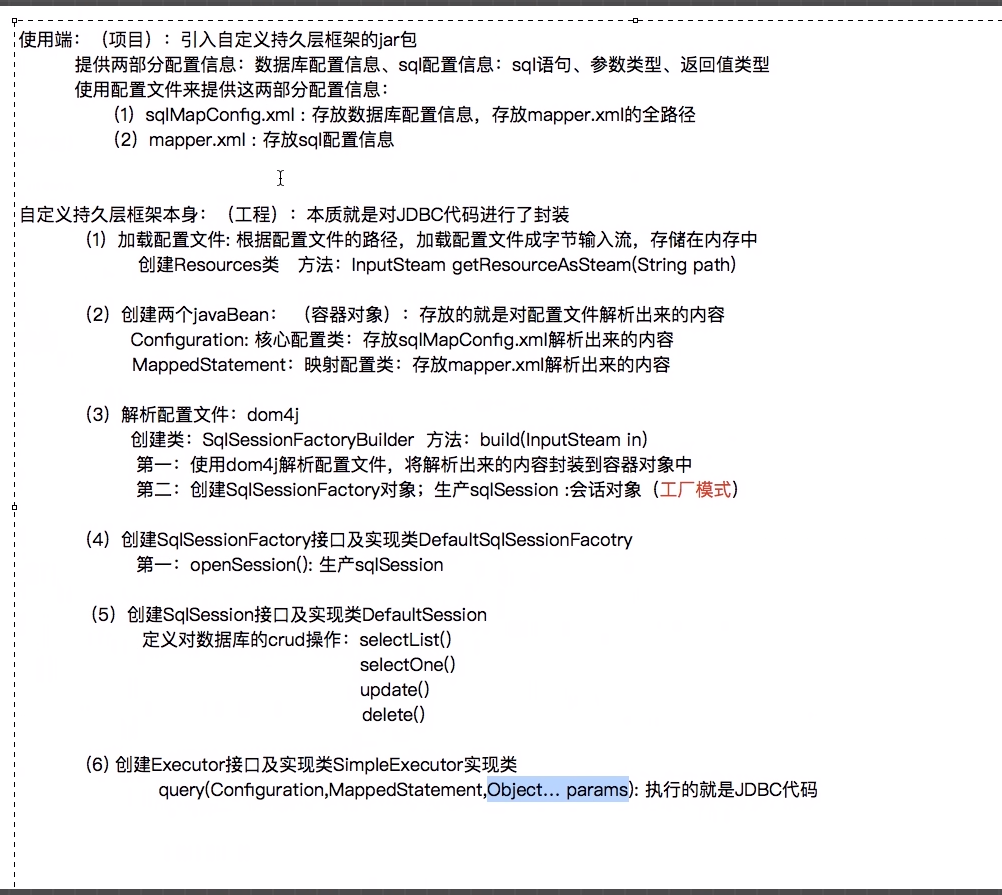 使用端：（项目）：引入自定义持久层框架的jar包
提供两部分配置信息：数据库配置信息、sql配置信息：sql语句、参数类型、返回值类型
使用配置文件来提供这两部分配置信息：
（1）sqlMapConfig.xml : 存放数据库配置信息，存放mapper.xml的全路径
（2）mapper.xml : 存放sql配置信息
自定义持久层框架本身：（工程）：本质就是对JDBC代码进行了封装
（1）加载配置文件: 根据配置文件的路径，加载配置文件成字节输入流，存储在内存中
创建Resources类 方法：InputSteam getResourceAsSteam(String path)
（2）创建两个javaBean：（容器对象）：存放的就是对配置文件解析出来的内容
Configuration: 核心配置类：存放sqlMapConfig.xml解析出来的内容
MappedStatement：映射配置类：存放mapper.xml解析出来的内容
（3）解析配置文件：dom4j
创建类：SqlSessionFactoryBuilder 方法：build(InputSteam in)
第一：使用dom4j解析配置文件，将解析出来的内容封装到容器对象中
第二：创建SqlSessionFactory对象；生产sqlSession :会话对象（工厂模式）
（4）创建SqlSessionFactory接口及实现类DefaultSqlSessionFacotry
第一：openSession(): 生产sqlSession
（5）创建SqlSession接口及实现类DefaultSession
定义对数据库的crud操作：selectList()
selectOne()
update()
delete()
（6) 创建Executor接口及实现类SimpleExecutor实现类
query(Configuration,MappedStatement,Object... params): 执行的就是JDBC代码